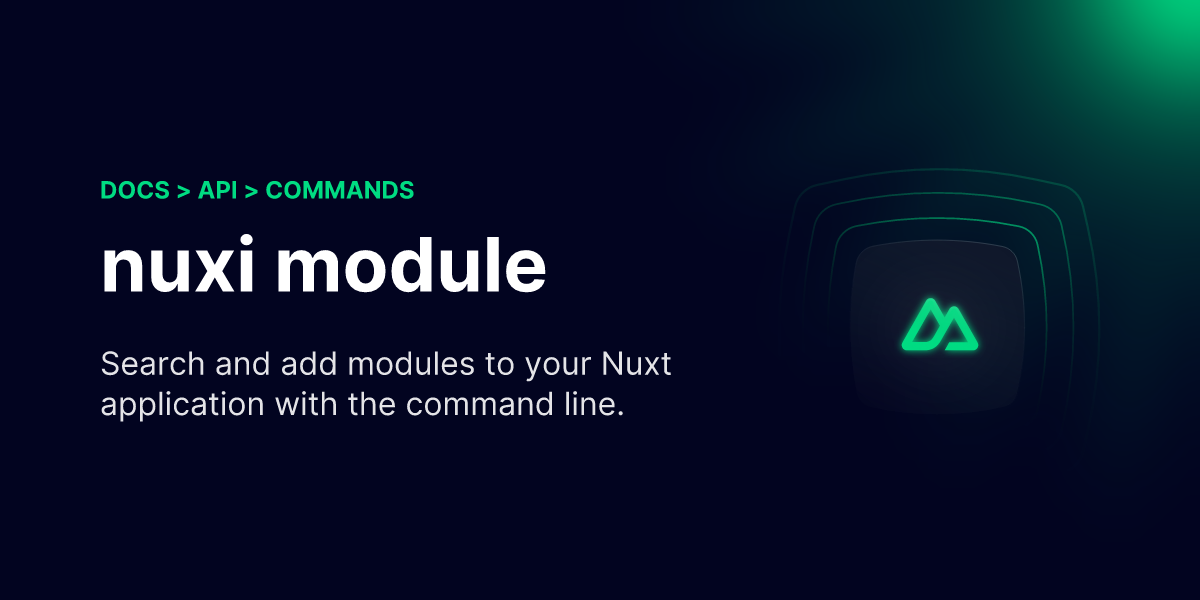 DOCS > API > COMMANDS
nuxi module
Search and add modules to your Nuxt
application with the command line.